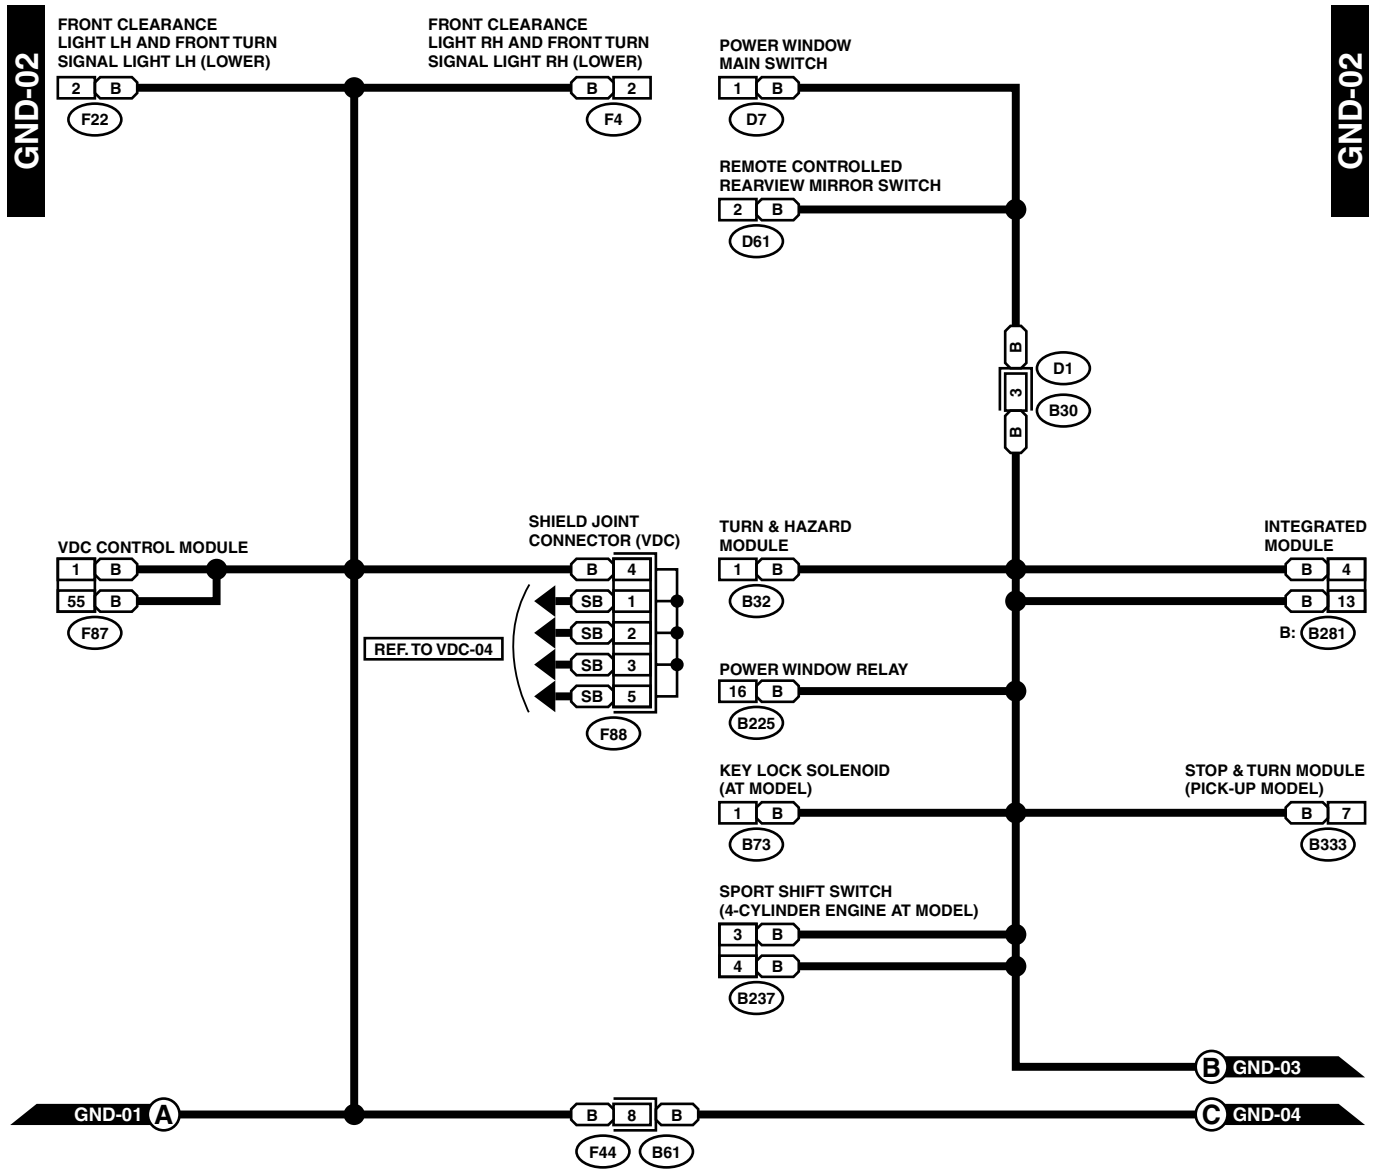 GND-02
GND-02
FRONT CLEARANCE
LIGHT LH AND FRONT TURN
SIGNAL LIGHT LH (LOWER)
2 B
F22
FRONT CLEARANCE
LIGHT RH AND FRONT TURN
SIGNAL LIGHT RH (LOWER)
B 2
F4
POWER WINDOW
MAIN SWITCH
1 B
D7
REMOTE CONTROLLED
REARVIEW MIRROR SWITCH
2 B
D61
B
D1
3
B30
B
VDC CONTROL MODULE
1 B
55 B
F87
SHIELD JOINT
CONNECTOR (VDC)
B 4
SB 1
SB 2
SB 3
SB 5
F88
REF. TO VDC-04
TURN & HAZARD
MODULE
1 B
B32
INTEGRATED
MODULE
B 4
B 13
B: B281
POWER WINDOW RELAY
16 B
B225
KEY LOCK SOLENOID
(AT MODEL)
1 B
B73
STOP & TURN MODULE
(PICK-UP MODEL)
B 7
B333
SPORT SHIFT SWITCH
(4-CYLINDER ENGINE AT MODEL)
3 B
4 B
B237
B GND-03
GND-01 A
B 8 B
F44 B61
C GND-04